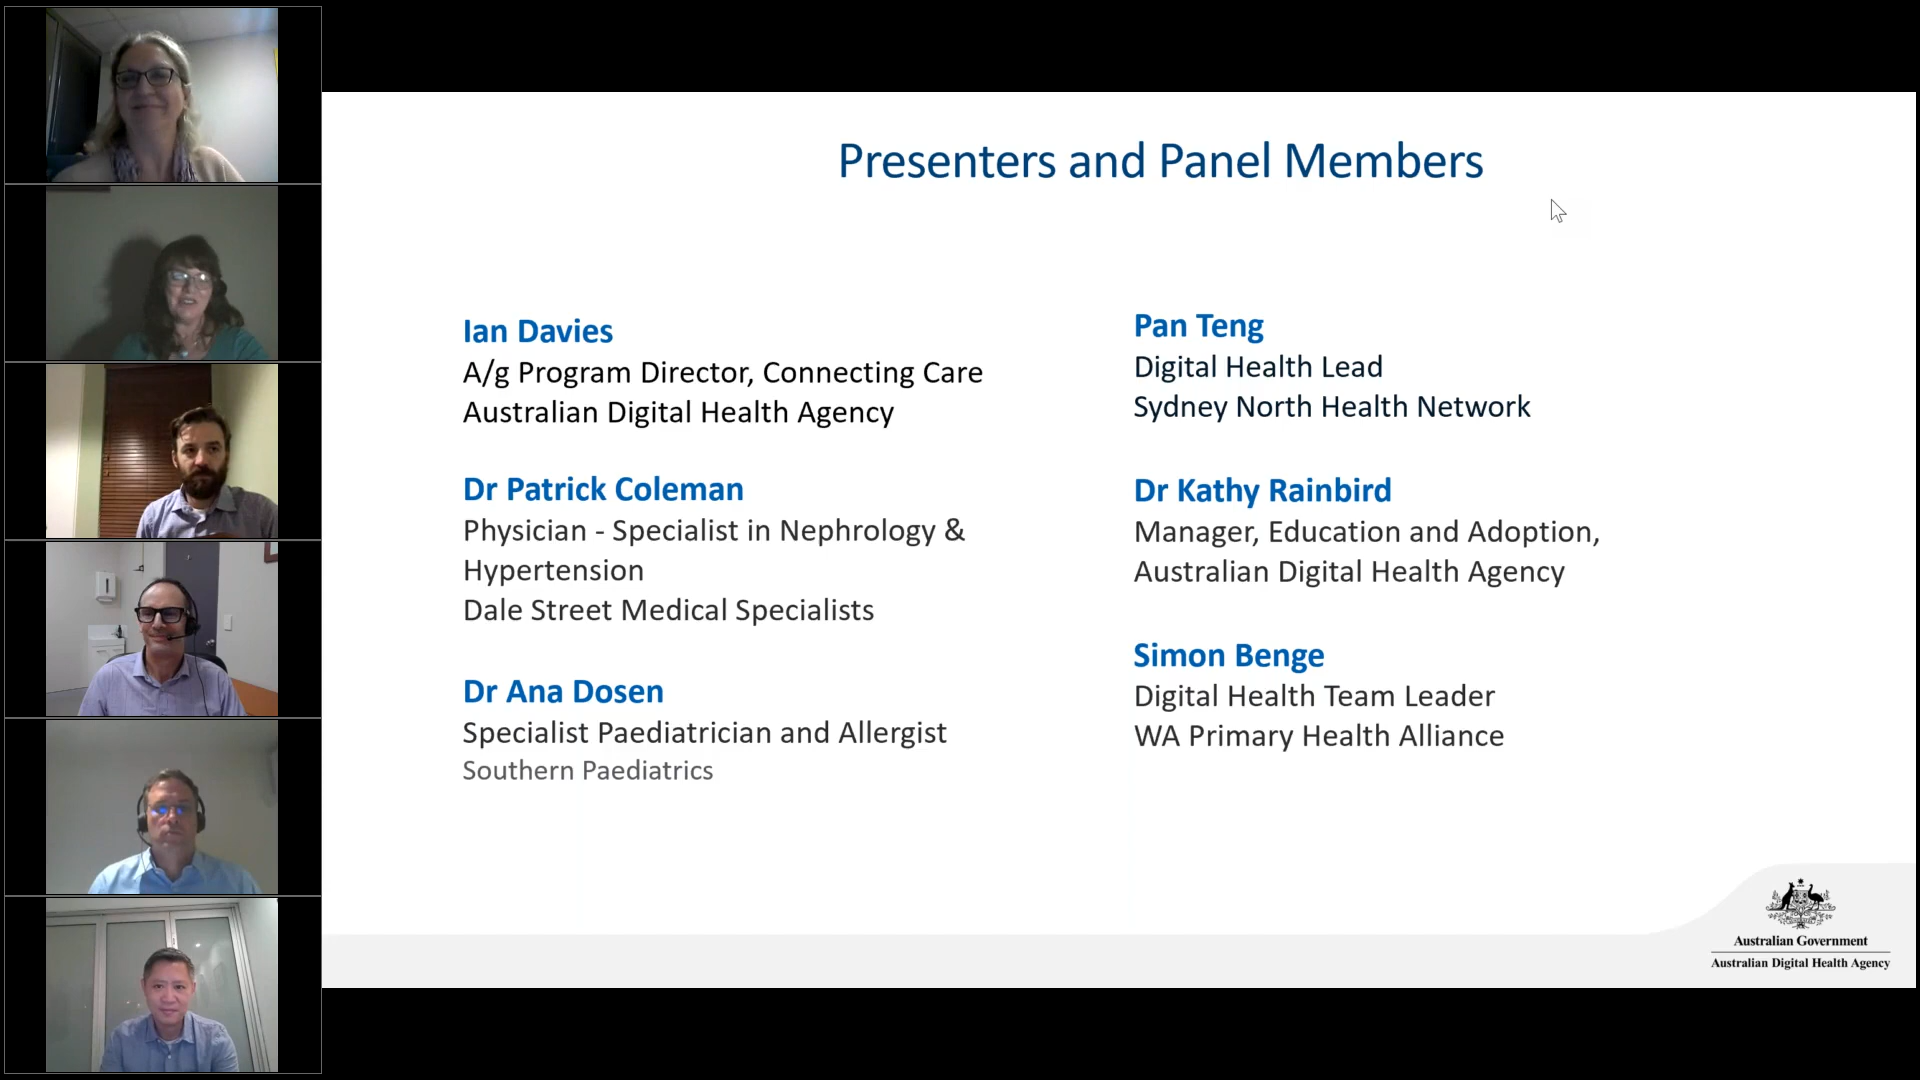 Presenters and Panel Members
Ian Davies
A/g Program Director, Connecting Care
Australian Digital Health Agency
Dr Patrick Coleman
Physician - Specialist in Nephrology &
Hypertension
Dale Street Medical Specialists
Dr Ana Dosen
Specialist Paediatrician and Allergist
Southern Paediatrics
Pan Teng
Digital Health Lead
Sydney North Health Network
Dr Kathy Rainbird
Manager, Education and Adoption,
Australian Digital Health Agency
Simon Benge
Digital Health Team Leader
WA Primary Health Alliance
Australian Government
Australian Digital Health Agency